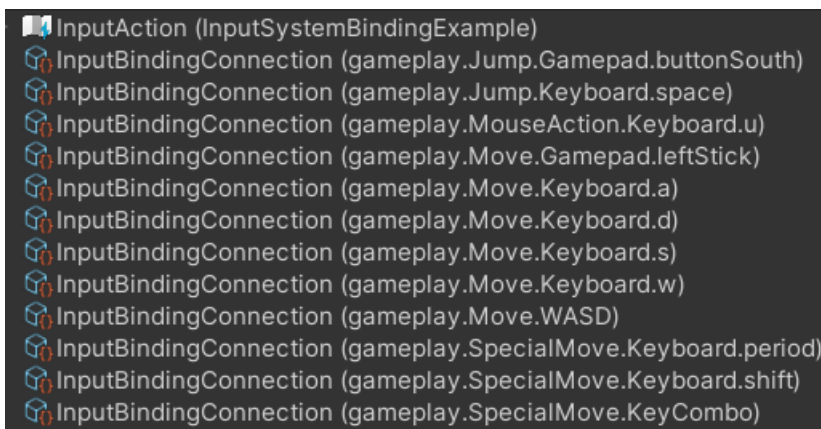 InputAction (InputSystemBindingExample)
InputBindingConnection (gameplay.Jump.Gamepad.buttonSouth)
InputBindingConnection (gameplay.Jump.Keyboard.space)
InputBindingConnection (gameplay.MouseAction.Keyboard.u)
InputBindingConnection (gameplay.Move.Gamepad.leftStick)
InputBindingConnection (gameplay.Move.Keyboard.a)
InputBindingConnection (gameplay.Move.Keyboard.d)
InputBindingConnection (gameplay.Move.Keyboard.s)
InputBindingConnection (gameplay.Move.Keyboard.w)
InputBindingConnection (gameplay.Move.WASD)
InputBindingConnection (gameplay.SpecialMove.Keyboard.period)
InputBindingConnection (gameplay.SpecialMove.Keyboard.shift)
InputBindingConnection (gameplay.SpecialMove.KeyCombo)